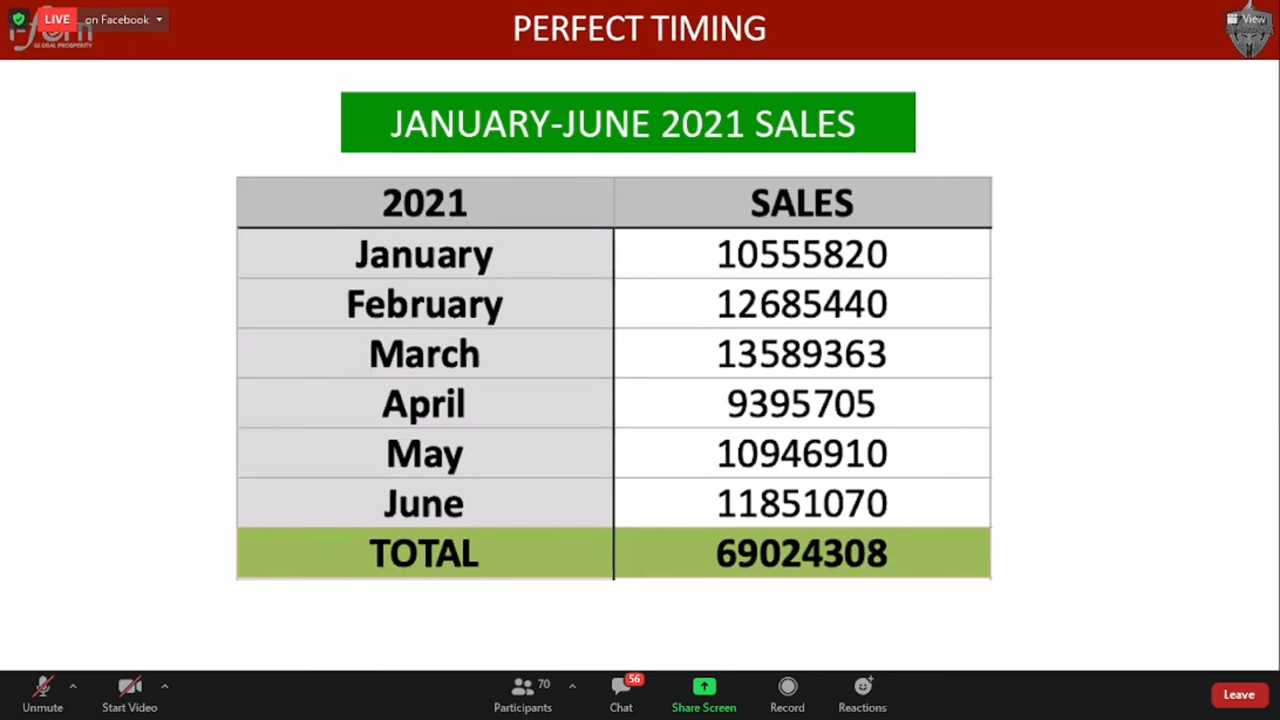 LIVE on Facebook
GLOBAL PROSPERITY
PERFECT TIMING
View
JANUARY-JUNE 2021 SALES
2021 SALES
January 10555820
February 12685440
March 13589363
April 9395705
May 10946910
June 11851070
TOTAL 69024308
70
56
Unmute Start Video Participants Chat Share Screen Record Reactions Leave